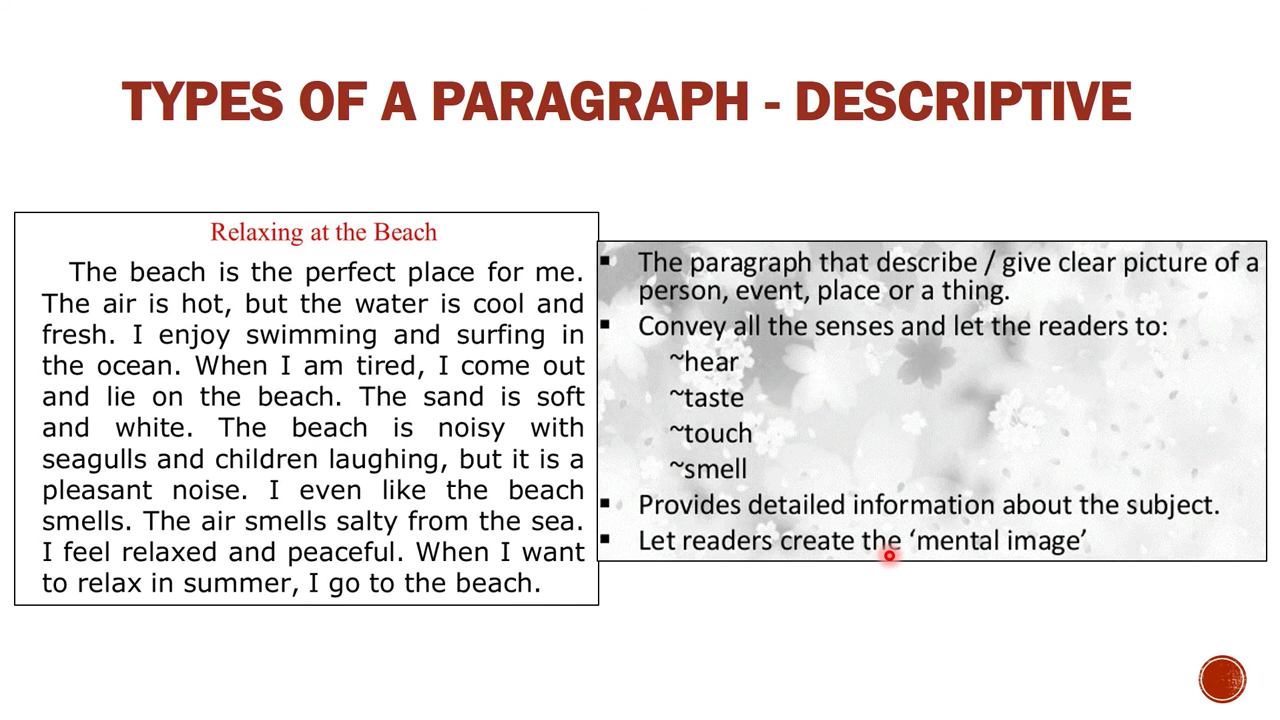 TYPES OF A PARAGRAPH - DESCRIPTIVE
Relaxing at the Beach
The beach is the perfect place for me.
The air is hot, but the water is cool and
fresh. I enjoy swimming and surfing in
the ocean. When I am tired, I come out
and lie on the beach. The sand is soft
and white. The beach is noisy with
seagulls and children laughing, but it is a
pleasant noise. I even like the beach
smells. The air smells salty from the sea.
I feel relaxed and peaceful. When I want
to relax in summer, I go to the beach.
▪ The paragraph that describe / give clear picture of a
person, event, place or a thing.
▪ Convey all the senses and let the readers to:
~hear
~taste
~touch
~smell
▪ Provides detailed information about the subject.
▪ Let readers create the ‘mental image’